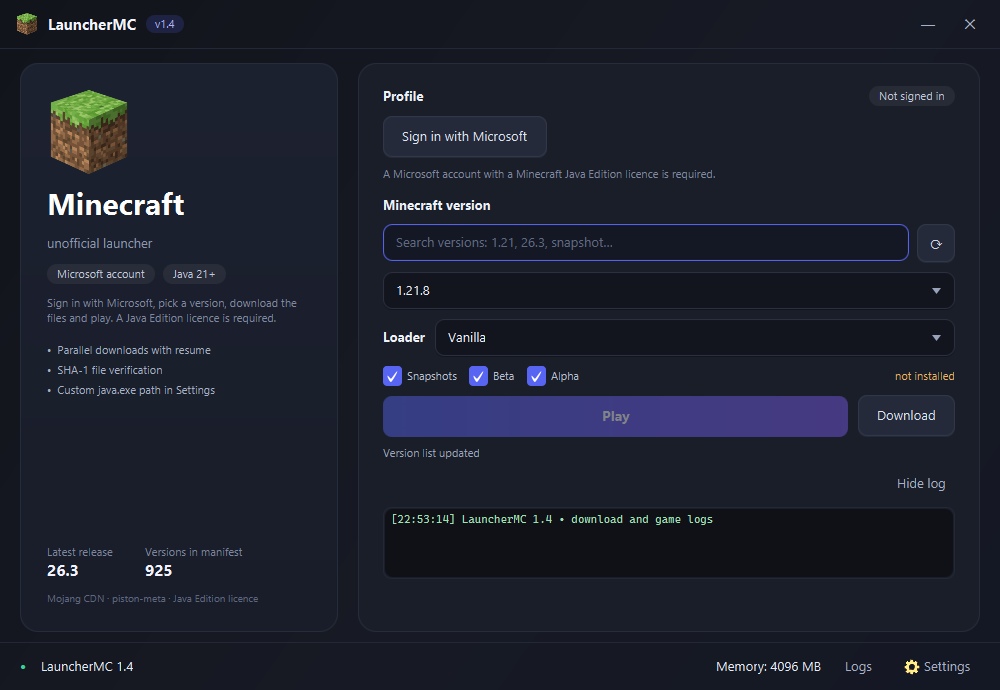 LauncherMC v1.4
Minecraft
unofficial launcher
Microsoft account Java 21+
Sign in with Microsoft, pick a version, download the
files and play. A Java Edition licence is required.
• Parallel downloads with resume
• SHA-1 file verification
• Custom java.exe path in Settings
Latest release Versions in manifest
26.3 925
Mojang CDN · piston-meta · Java Edition licence
Profile Not signed in
Sign in with Microsoft
A Microsoft account with a Minecraft Java Edition licence is required.
Minecraft version
Search versions: 1.21, 26.3, snapshot...
1.21.8
Loader Vanilla
Snapshots Beta Alpha not installed
Play Download
Version list updated
Hide log
[22:53:14] LauncherMC 1.4 • download and game logs
LauncherMC 1.4 Memory: 4096 MB Logs Settings